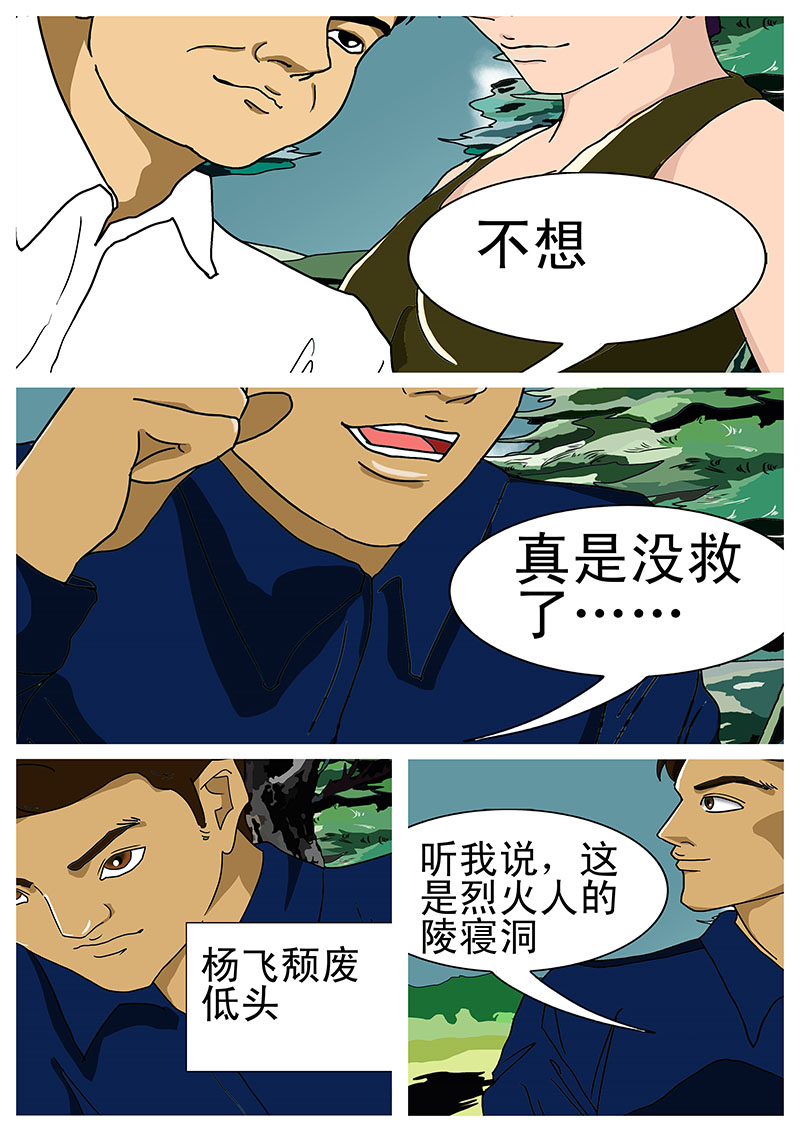 不想
真是没救
了……
杨飞颓废
低头
听我说，这
是烈火人的
陵寝洞